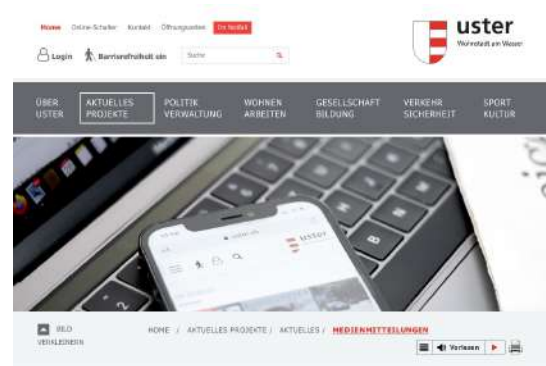 Home Online-Schalter Kontakt Öffnungszeiten Im Notfall
uster
Wohnstadt am Wasser
Login Barrierefreiheit ein Suche
ÜBER USTER
AKTUELLES PROJEKTE
POLITIK VERWALTUNG
WOHNEN ARBEITEN
GESELLSCHAFT BILDUNG
VERKEHR SICHERHEIT
SPORT KULTUR
uster
BILD VERKLEINERN
HOME / AKTUELLES PROJEKTE / AKTUELLES / MEDIENMITTEILUNGEN
Vorlesen